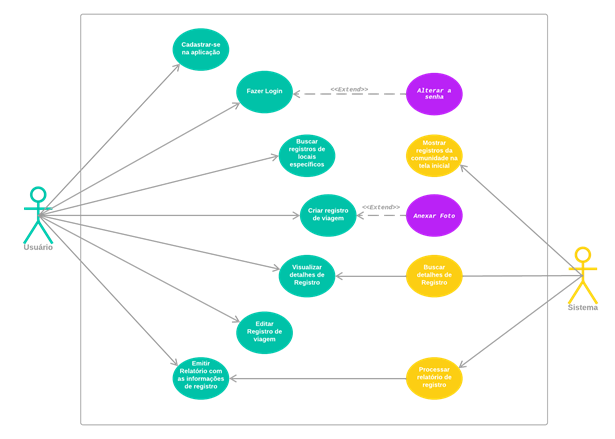 Cadastrar-se
na aplicação
Fazer Login
<<Extend>>
Alterar a
senha
Buscar
registros de
locais
específicos
Mostrar
registros da
comunidade na
tela inicial
Criar registro
de viagem
<<Extend>>
Anexar Foto
Usuário
Visualizar
detalhes de
Registro
Buscar
detalhes de
Registro
Sistema
Editar
Registro de
viagem
Emitir
Relatório com
as informações
de registro
Processar
relatório de
registro